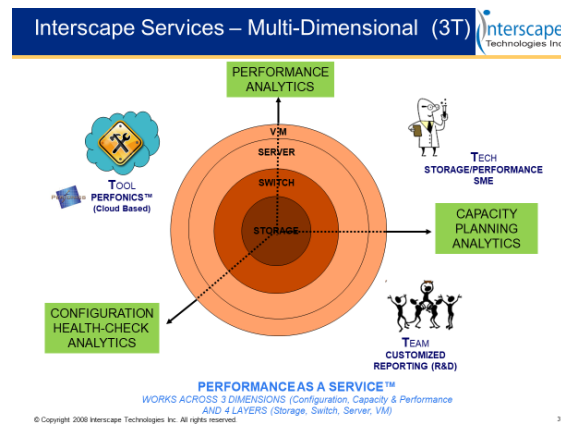 Interscape Services – Multi-Dimensional (3T)
Interscape
Technologies Inc
PERFORMANCE
ANALYTICS
VM
SERVER
SWITCH
STORAGE
TOOL
PERFONICS™
(Cloud Based)
TECH
STORAGE/PERFORMANCE
SME
CAPACITY
PLANNING
ANALYTICS
CONFIGURATION
HEALTH-CHECK
ANALYTICS
TEAM
CUSTOMIZED
REPORTING (R&D)
PERFORMANCE AS A SERVICE™
WORKS ACROSS 3 DIMENSIONS (Configuration, Capacity & Performance
AND 4 LAYERS (Storage, Switch, Server, VM)
© Copyright 2008 Interscape Technologies Inc. All rights reserved.
3